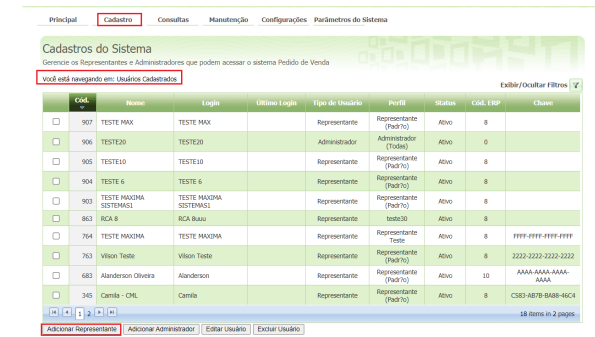 Principal Cadastro Consultas Manutenção Configurações Parâmetros do Sistema
Cadastros do Sistema
Gerencie os Representantes e Administradores que podem acessar o sistema Pedido de Venda
Você está navegando em: Usuários Cadastrados
Exibir/Ocultar Filtros
Cód. Nome Login Último Login Tipo de Usuário Perfil Status Cód. ERP Chave
907 TESTE MAX TESTE MAX Representante Representante (Padr?o) Ativo 8
906 TESTE20 TESTE20 Administrador Administrador (Todas) Ativo 0
905 TESTE10 TESTE10 Representante Representante (Padr?o) Ativo 8
904 TESTE 6 TESTE 6 Representante Representante (Padr?o) Ativo 8
903 TESTE MAXIMA SISTEMAS1 TESTE MAXIMA SISTEMAS1 Representante Representante (Padr?o) Ativo 8
863 RCA 8 RCA 8uuu Representante teste30 Ativo 8
764 TESTE MAXIMA TESTE MAXIMA Representante Representante Teste Ativo 8 FFFF-FFFF-FFFF-FFFF
763 Vilson Teste Vilson Teste Representante Representante (Padr?o) Ativo 8 2222-2222-2222-2222
683 Alanderson Oliveira Alanderson Representante Representante (Padr?o) Ativo 10 AAAA-AAAA-AAAA-AAAA
345 Camila - CML Camila Representante Representante (Padr?o) Ativo 8 C583-AB7B-BA88-46C4
1 2 18 items in 2 pages
Adicionar Representante Adicionar Administrador Editar Usuário Excluir Usuário